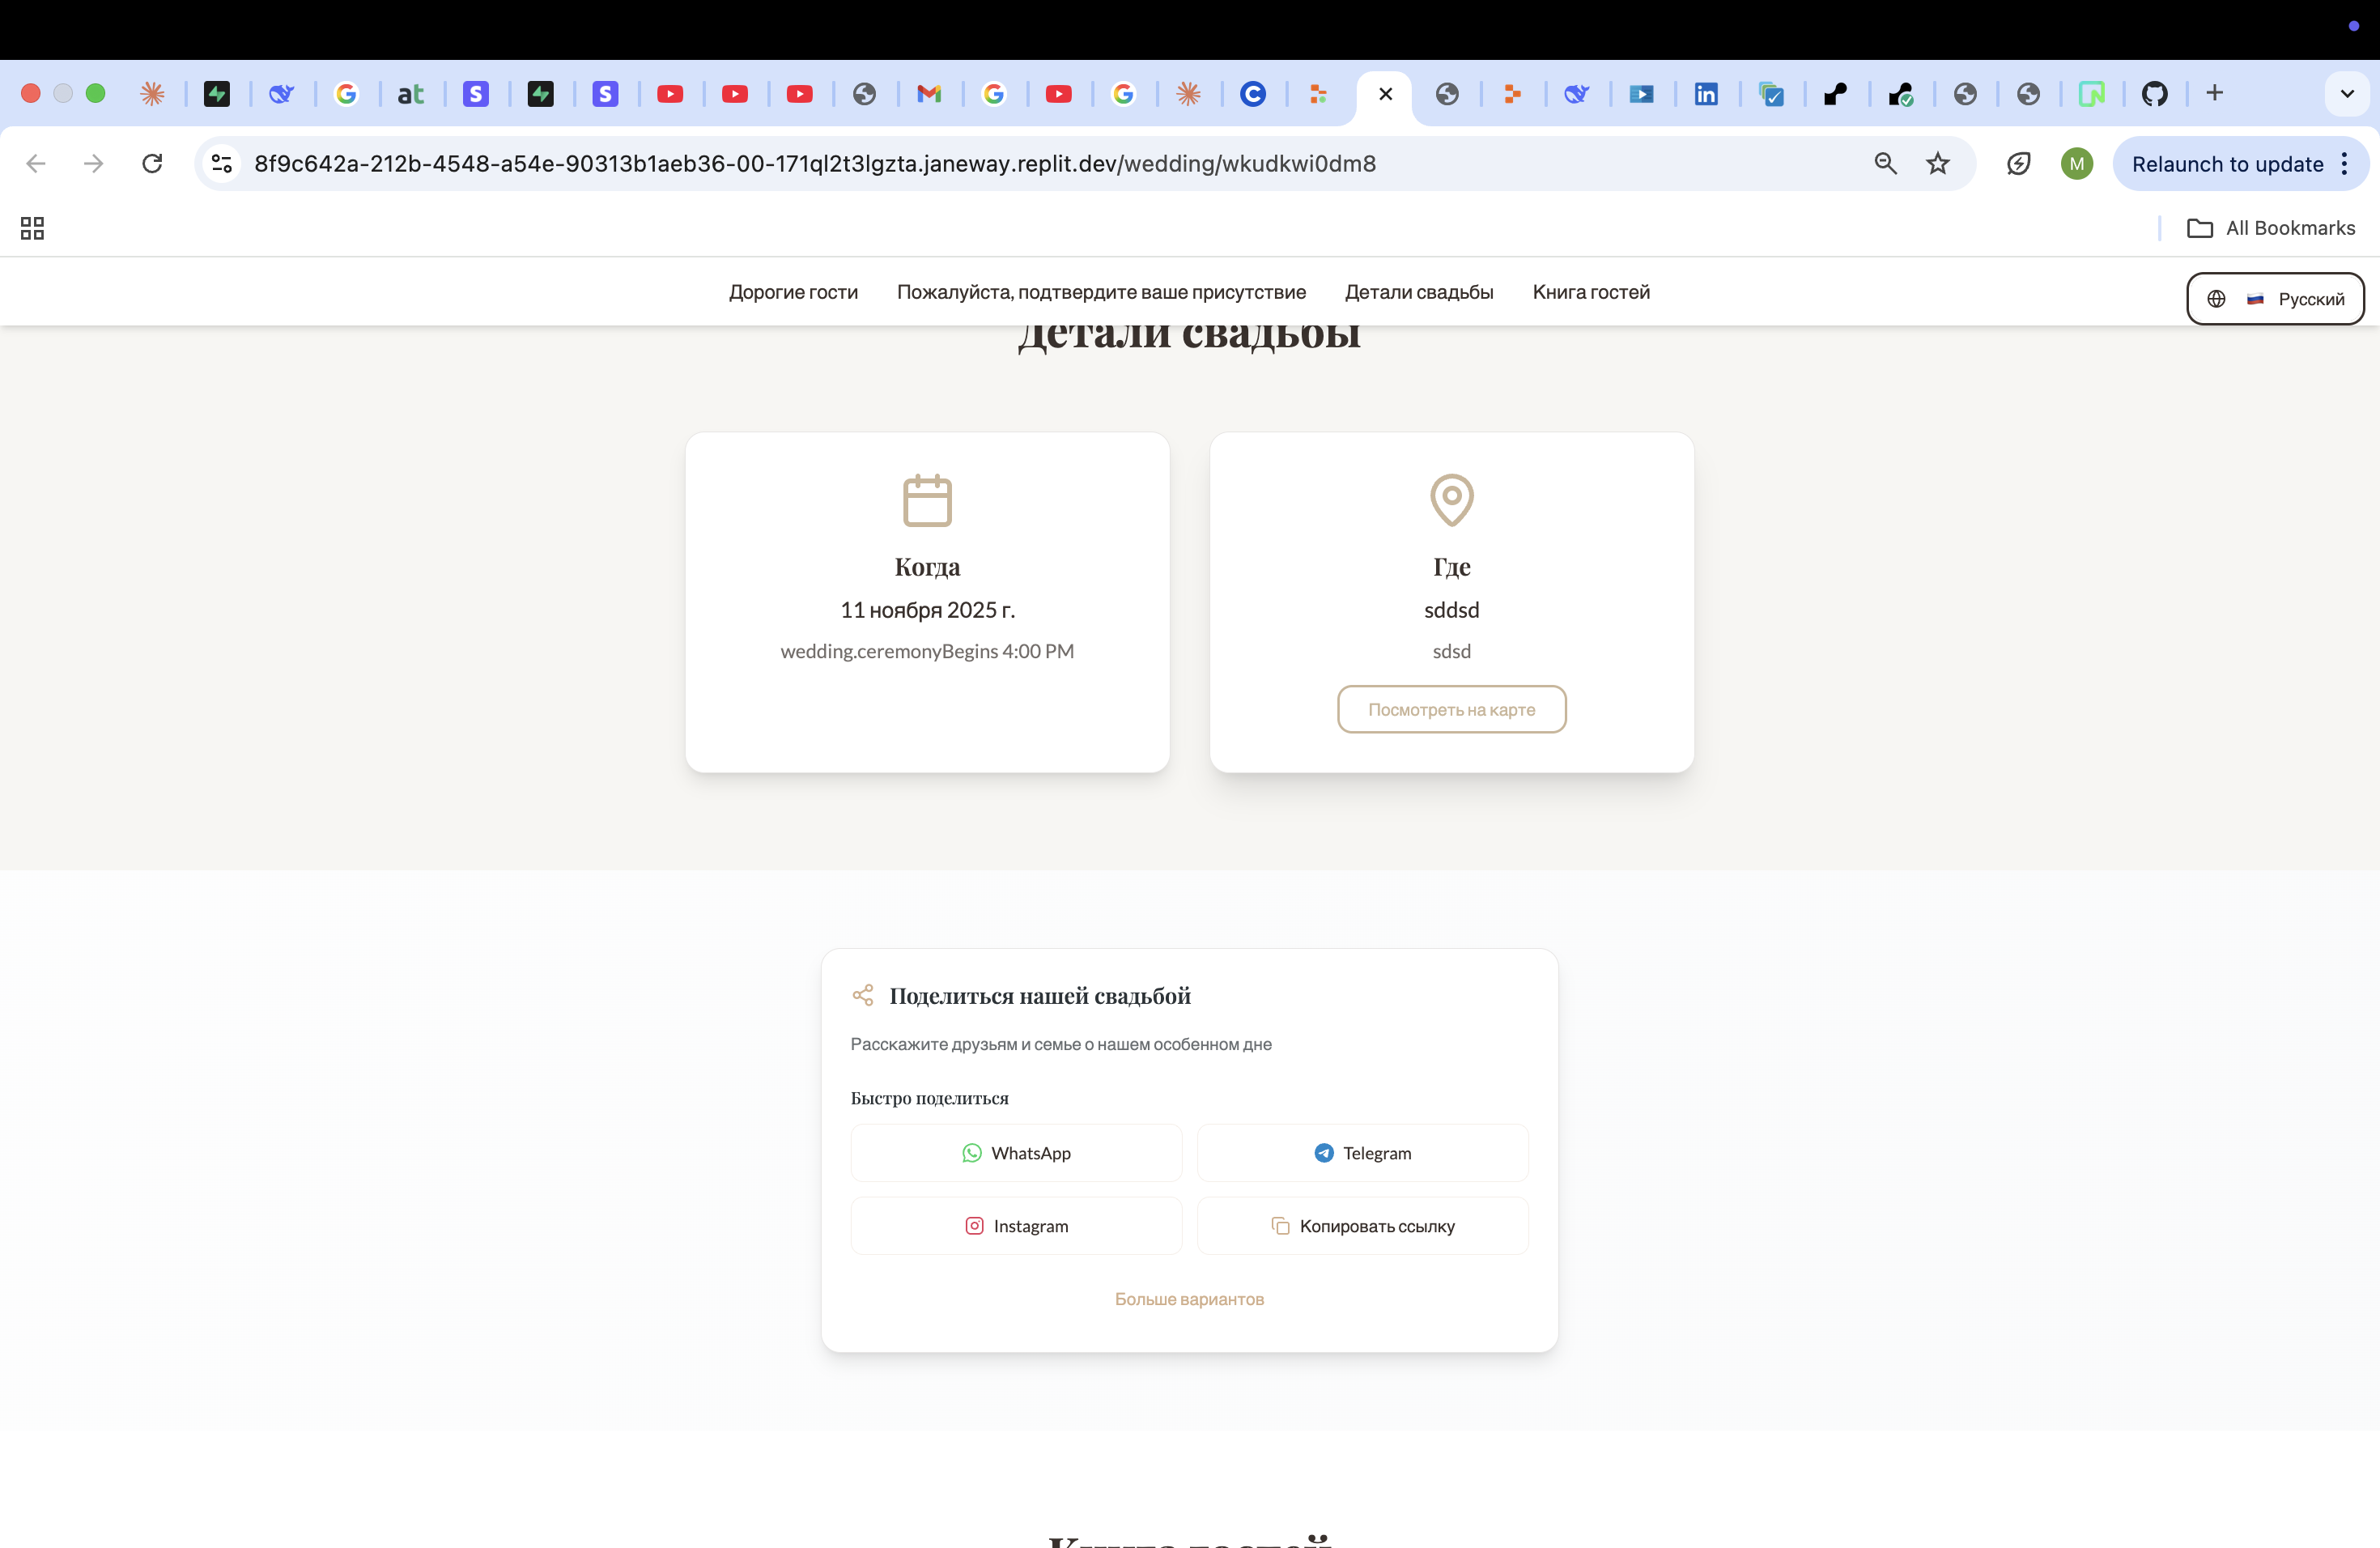 8f9c642a-212b-4548-a54e-90313b1aeb36-00-171ql2t3lgzta.janeway.replit.dev/wedding/wkudkwi0dm8
M
Relaunch to update
All Bookmarks
Дорогие гости
Пожалуйста, подтвердите ваше присутствие
Детали свадьбы
Книга гостей
Русский
Детали свадьбы
Когда
11 ноября 2025 г.
wedding.ceremonyBegins 4:00 PM
Где
sddsd
sdsd
Посмотреть на карте
Поделиться нашей свадьбой
Расскажите друзьям и семье о нашем особенном дне
Быстро поделиться
WhatsApp
Telegram
Instagram
Копировать ссылку
Больше вариантов
Книга гостей